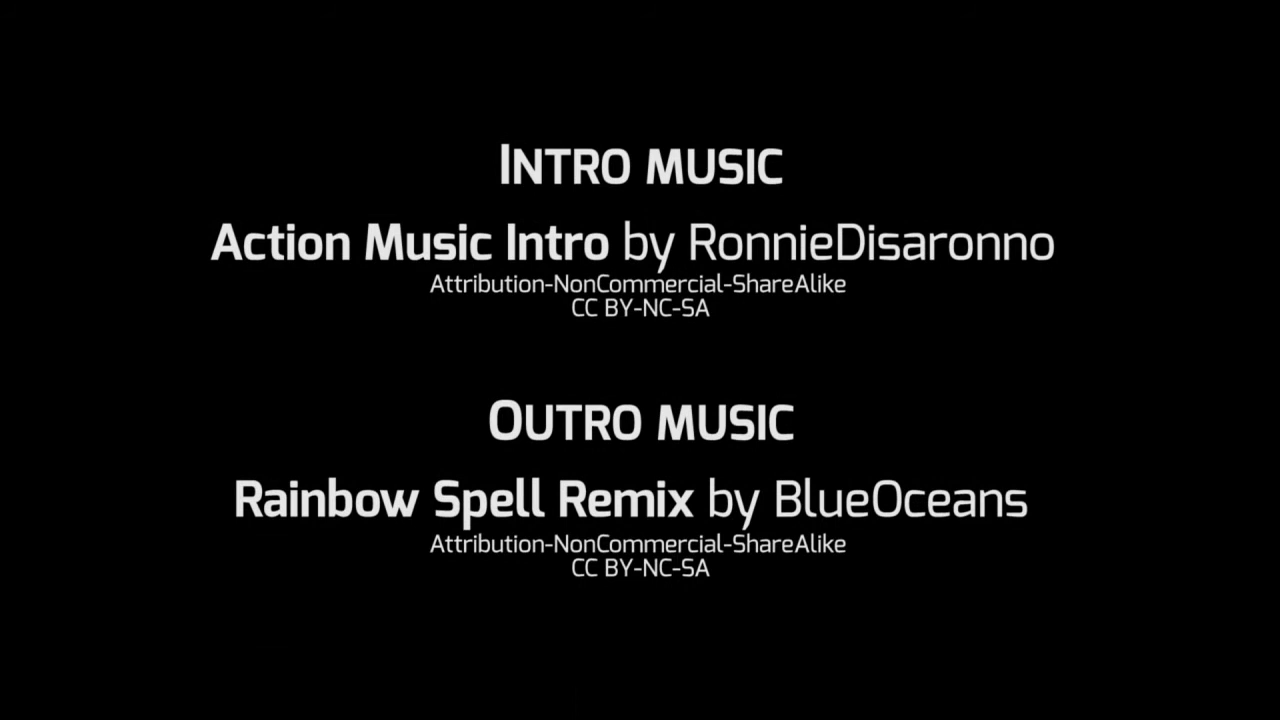 INTRO MUSIC
Action Music Intro by RonnieDisaronno
Attribution-NonCommercial-ShareAlike
CC BY-NC-SA
OUTRO MUSIC
Rainbow Spell Remix by BlueOceans
Attribution-NonCommercial-ShareAlike
CC BY-NC-SA